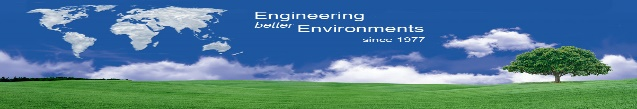 Engineering
better Environments
since 1977